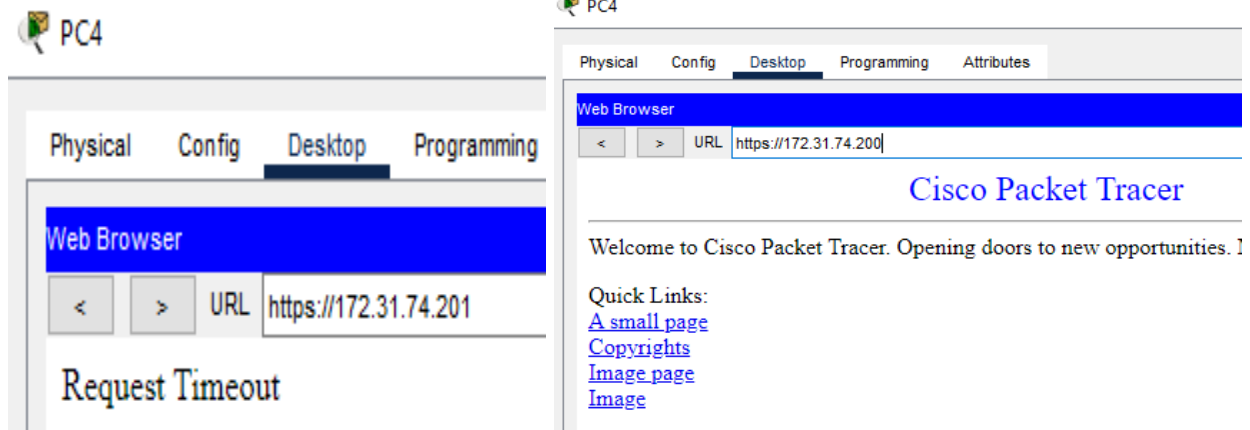 PC4
Physical Config Desktop Programming
Web Browser
< > URL https://172.31.74.201
Request Timeout
PC4
Physical Config Desktop Programming Attributes
Web Browser
< > URL https://172.31.74.200
Cisco Packet Tracer
Welcome to Cisco Packet Tracer. Opening doors to new opportunities.
Quick Links:
A small page
Copyrights
Image page
Image